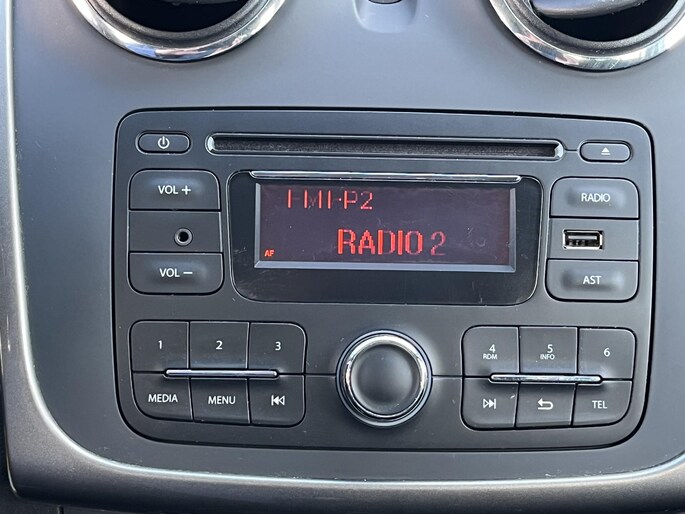 VOL +
FM1-P2
RADIO
RADIO 2
AF
VOL −
AST
1
2
3
4
RDM
5
INFO
6
MEDIA
MENU
TEL